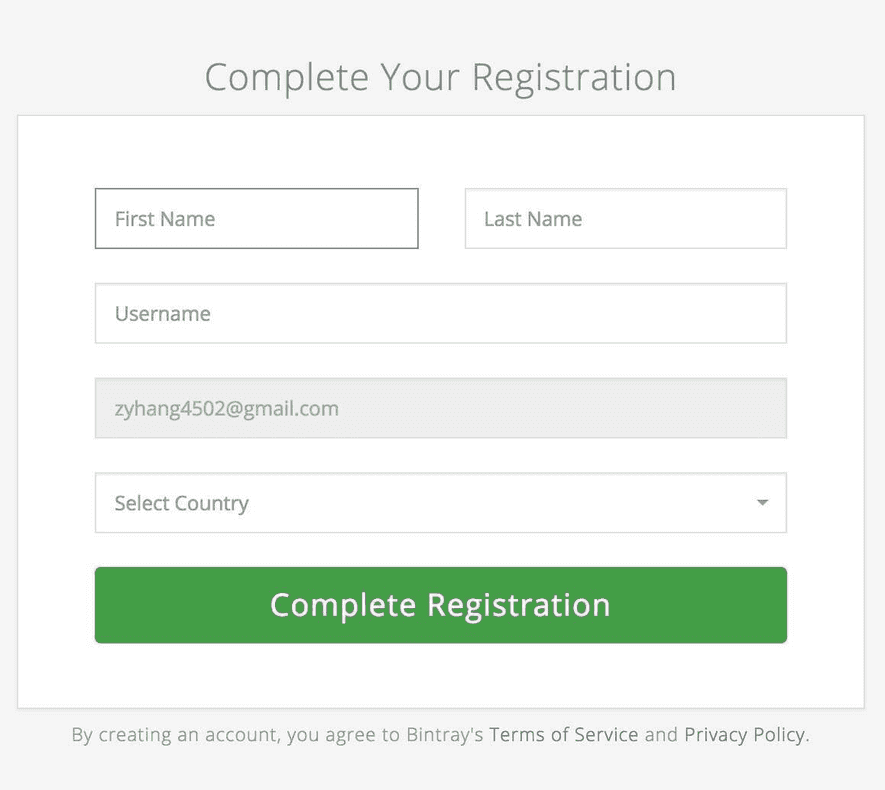 Complete Your Registration
First Name
Last Name
Username
zyhang4502@gmail.com
Select Country
Complete Registration
By creating an account, you agree to Bintray's Terms of Service and Privacy Policy.